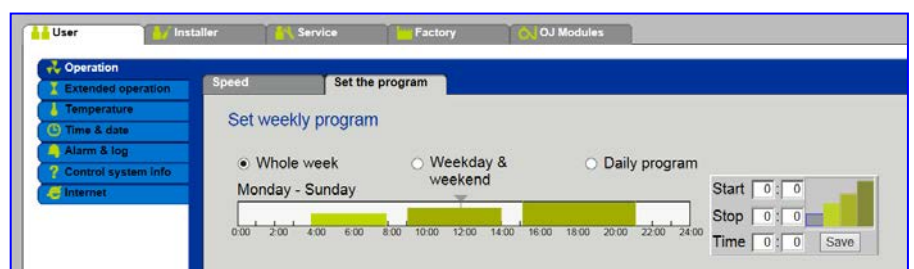 User Installer Service Factory OJ Modules
Operation
Extended operation
Temperature
Time & date
Alarm & log
Control system info
Internet
Speed Set the program
Set weekly program
Whole week Weekday & weekend Daily program
Monday - Sunday
0:00 2:00 4:00 6:00 8:00 10:00 12:00 14:00 16:00 18:00 20:00 22:00 24:00
Start 0 : 0
Stop 0 : 0
Time 0 : 0 Save